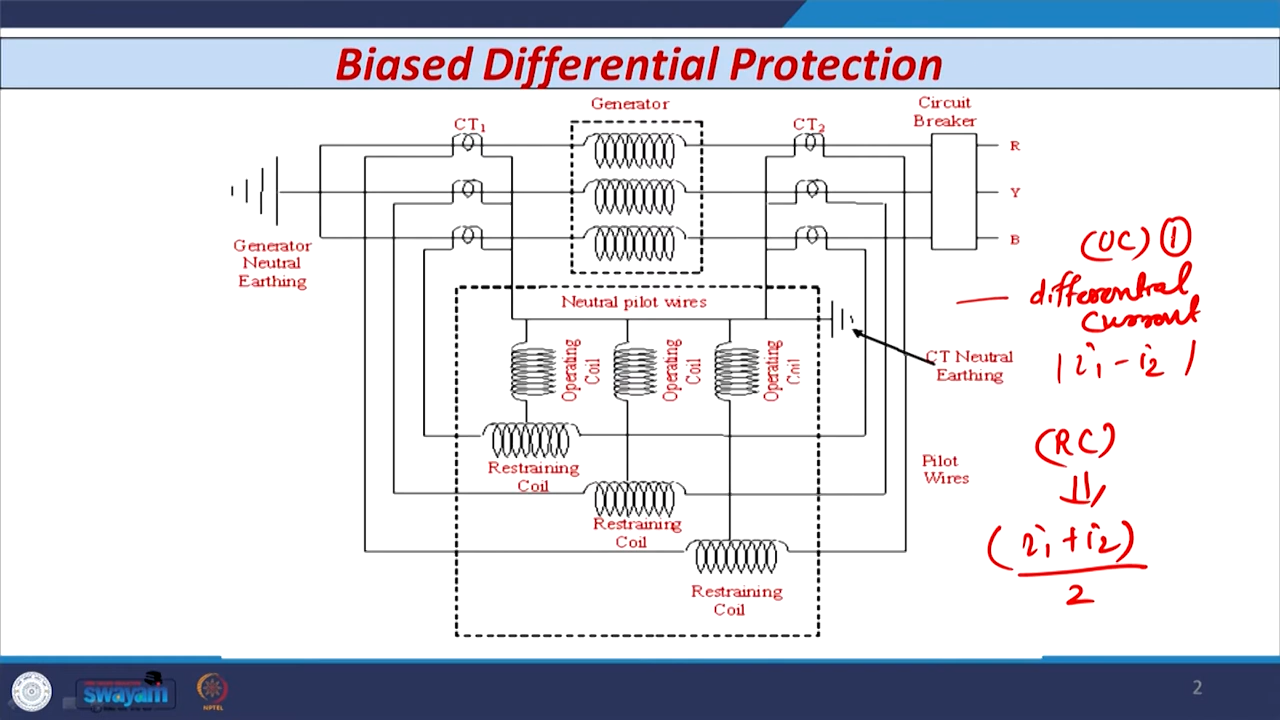 Biased Differential Protection
Generator
Circuit
Breaker
CT₁
CT₂
R
Y
B
Generator
Neutral
Earthing
(OC) ①
differential
current
| i₁ - i₂ |
Neutral pilot wires
Operating
Coil
Operating
Coil
Operating
Coil
CT Neutral
Earthing
Restraining
Coil
Restraining
Coil
Restraining
Coil
Pilot
Wires
(RC)
⇓
(i₁ + i₂)
2
swayam
NPTEL
2